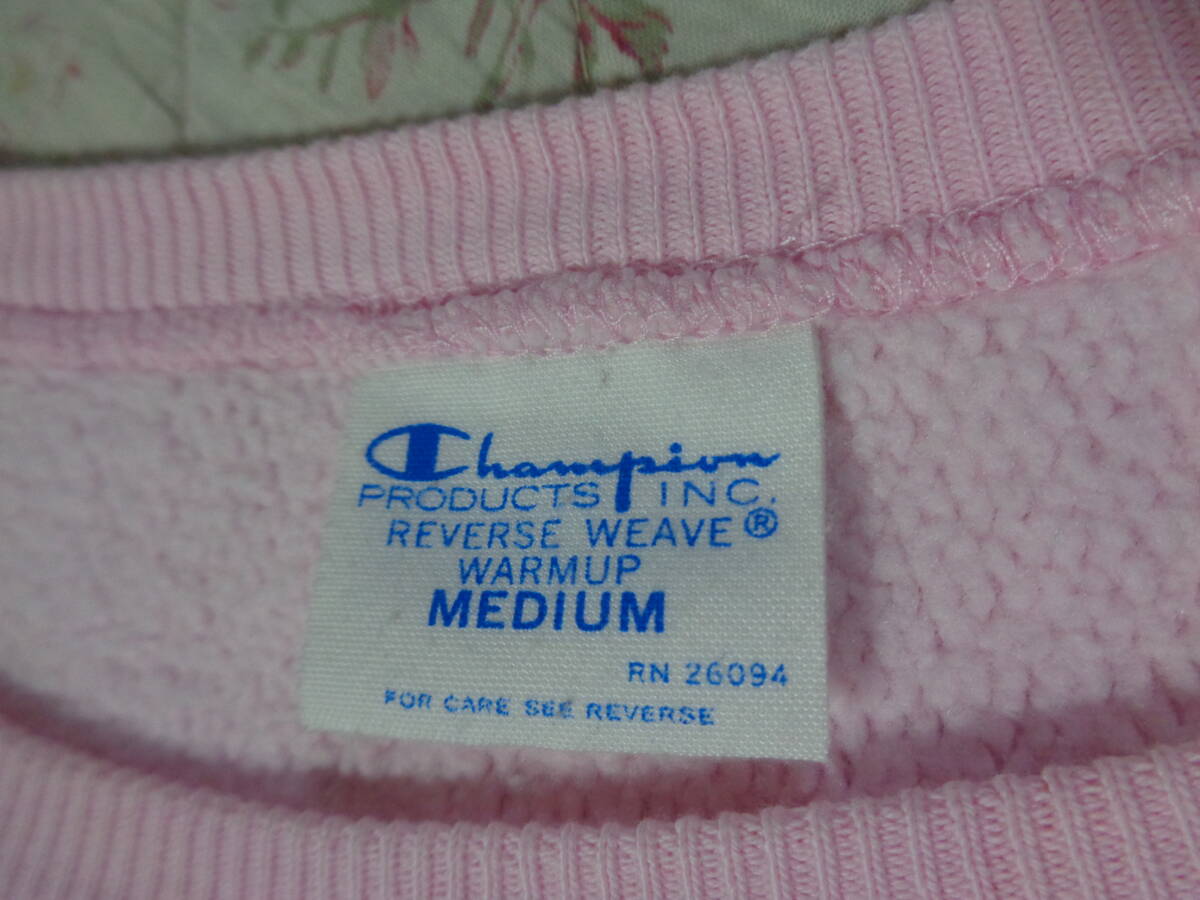 Champion
PRODUCTS INC.
REVERSE WEAVE®
WARMUP
MEDIUM
RN 26094
FOR CARE SEE REVERSE